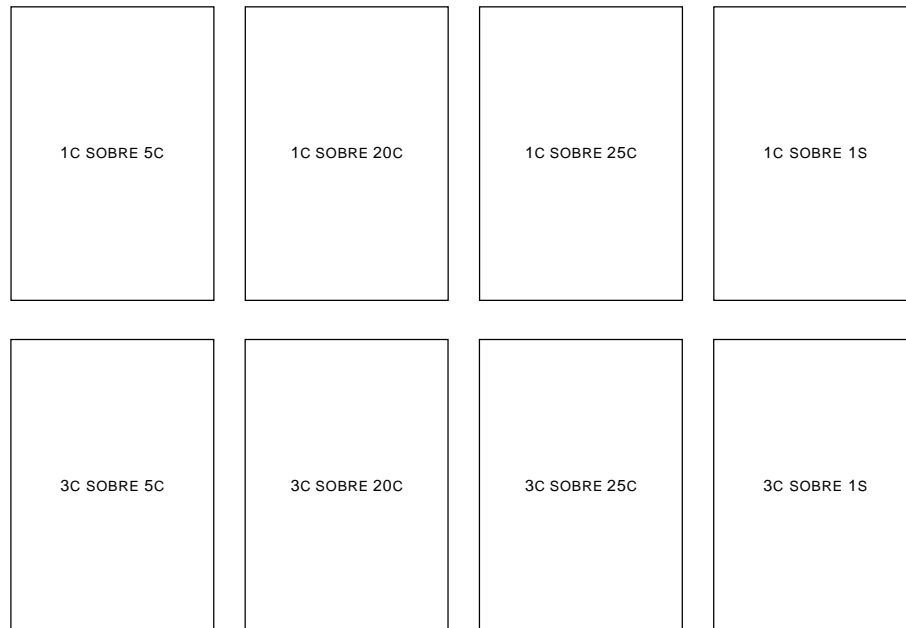 1C SOBRE 5C
1C SOBRE 20C
1C SOBRE 25C
1C SOBRE 1S
3C SOBRE 5C
3C SOBRE 20C
3C SOBRE 25C
3C SOBRE 1S